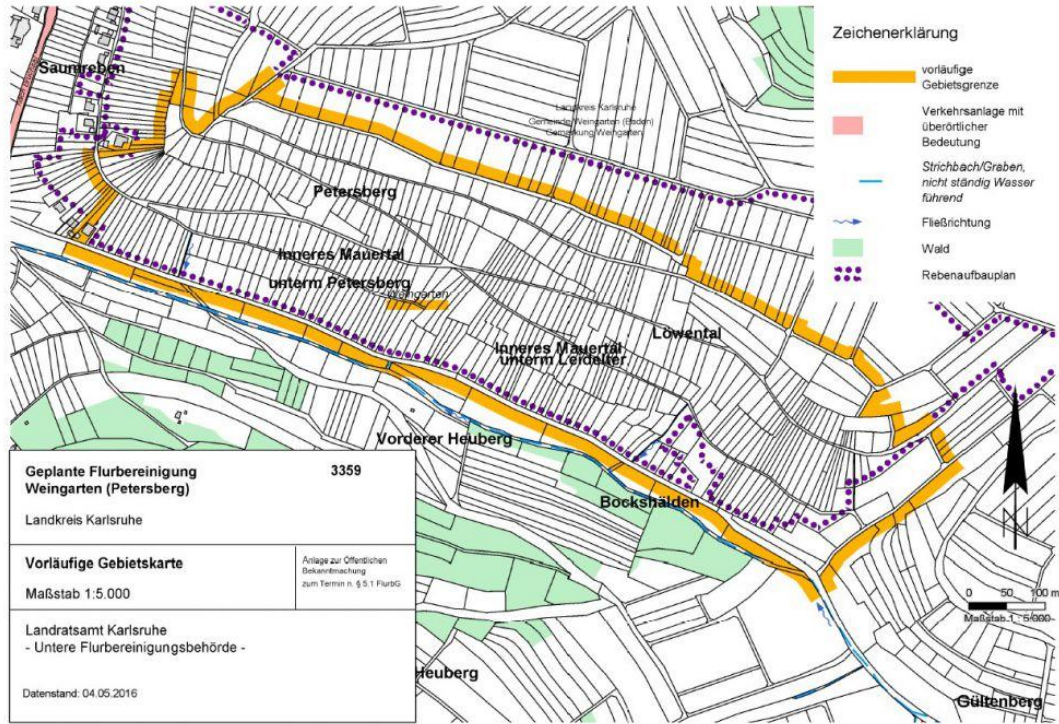 Saumreben
Landkreis Karlsruhe
Gemeinde Weingarten (Baden)
Gemarkung Weingarten
Petersberg
Inneres Mauertal
unterm Petersberg
Weingarten
Löwental
Inneres Mauertal
unterm Leidelter
Vorderer Heuberg
Bockshälden
Heuberg
Gültenberg
Zeichenerklärung
vorläufige
Gebietsgrenze
Verkehrsanlage mit
überörtlicher
Bedeutung
Strichbach/Graben,
nicht ständig Wasser
führend
Fließrichtung
Wald
Rebenaufbauplan
N
0 50 100 m
Maßstab 1 : 5 000
Geplante Flurbereinigung 3359
Weingarten (Petersberg)
Landkreis Karlsruhe
Vorläufige Gebietskarte
Maßstab 1:5.000
Anlage zur Öffentlichen
Bekanntmachung
zum Termin n. § 5.1 FlurbG
Landratsamt Karlsruhe
- Untere Flurbereinigungsbehörde -
Datenstand: 04.05.2016